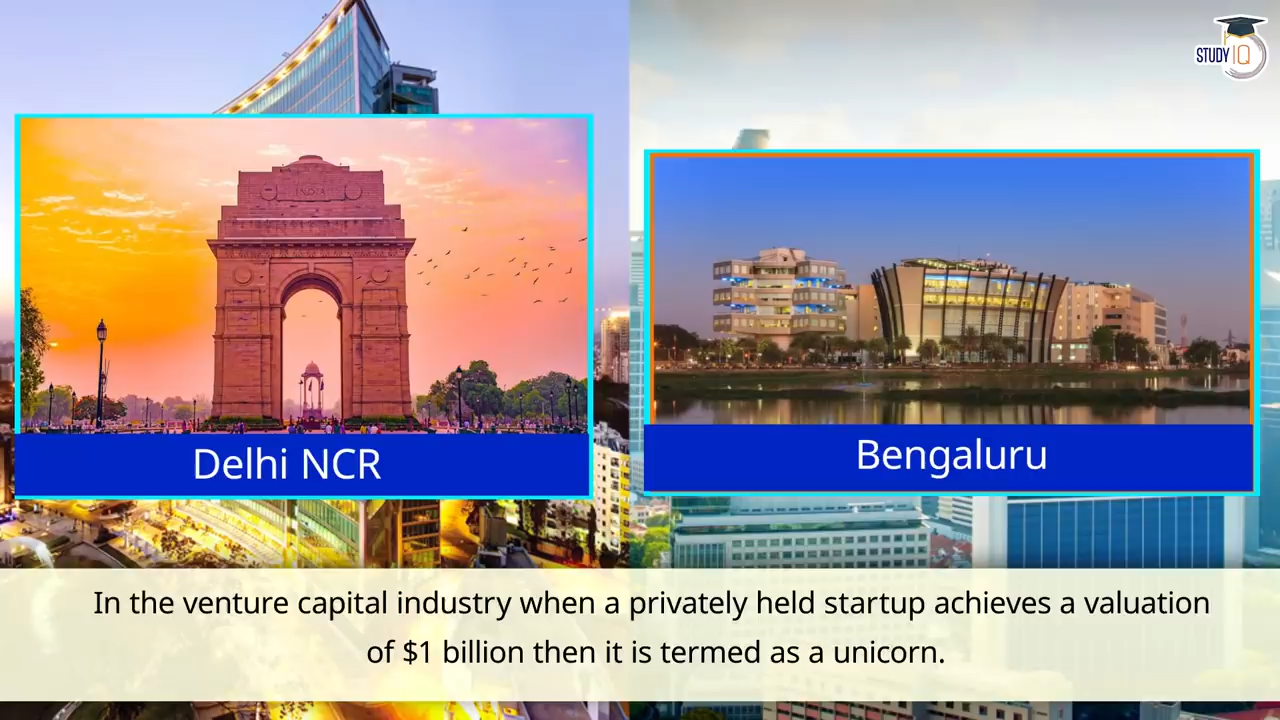 STUDY IQ
INDIA
Delhi NCR
Bengaluru
In the venture capital industry when a privately held startup achieves a valuation
of $1 billion then it is termed as a unicorn.